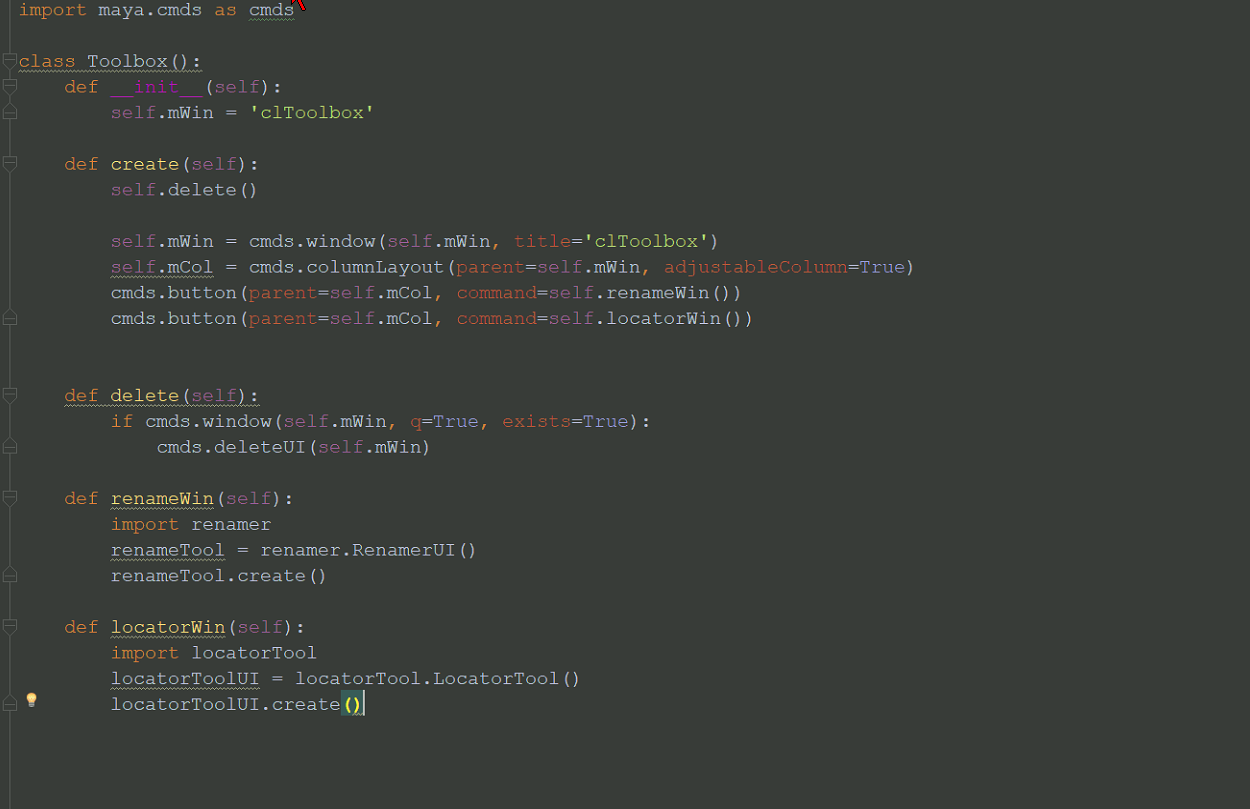 import maya.cmds as cmds
class Toolbox():
    def __init__(self):
        self.mWin = 'clToolbox'
    def create(self):
        self.delete()
        self.mWin = cmds.window(self.mWin, title='clToolbox')
        self.mCol = cmds.columnLayout(parent=self.mWin, adjustableColumn=True)
        cmds.button(parent=self.mCol, command=self.renameWin())
        cmds.button(parent=self.mCol, command=self.locatorWin())
    def delete(self):
        if cmds.window(self.mWin, q=True, exists=True):
            cmds.deleteUI(self.mWin)
    def renameWin(self):
        import renamer
        renameTool = renamer.RenamerUI()
        renameTool.create()
    def locatorWin(self):
        import locatorTool
        locatorToolUI = locatorTool.LocatorTool()
        locatorToolUI.create()